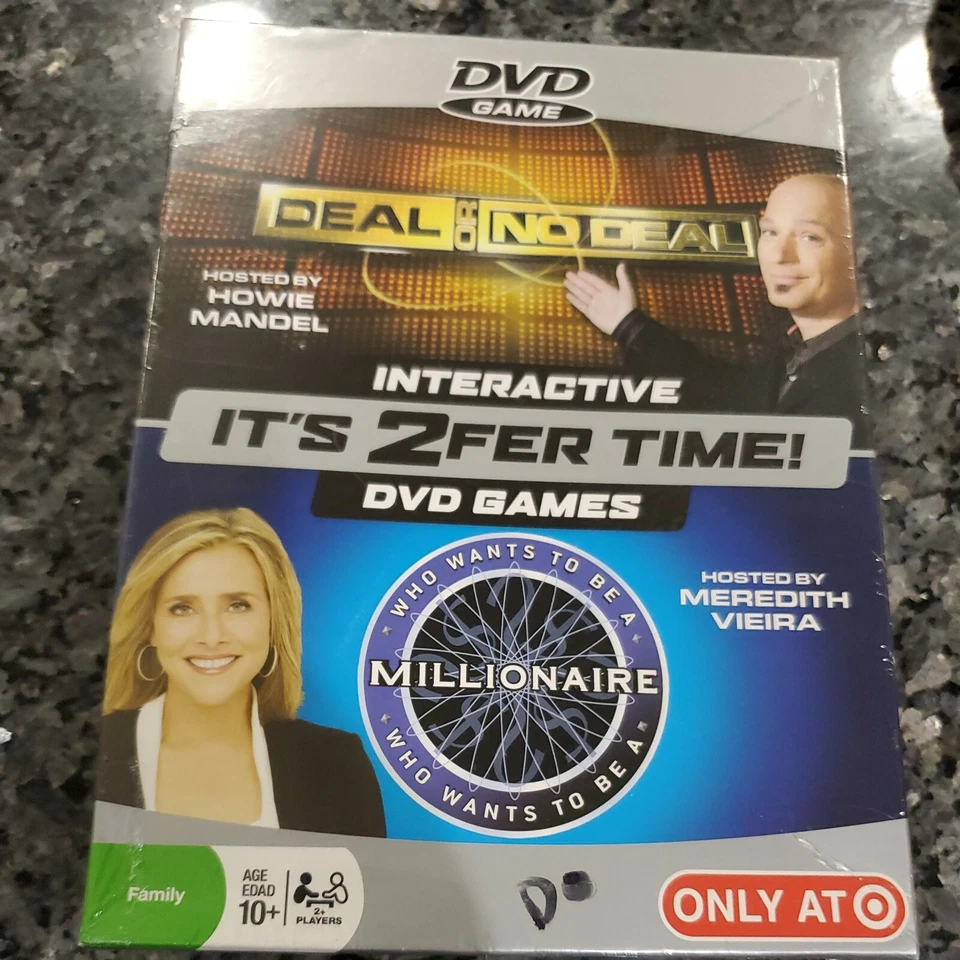 DVD
GAME
DEAL OR NO DEAL
HOSTED BY
HOWIE
MANDEL
INTERACTIVE
IT'S 2FER TIME!
DVD GAMES
HOSTED BY
MEREDITH
VIEIRA
WHO WANTS TO BE A
MILLIONAIRE
WHO WANTS TO BE A
Family
AGE
EDAD
10+
2+
PLAYERS
D
ONLY AT